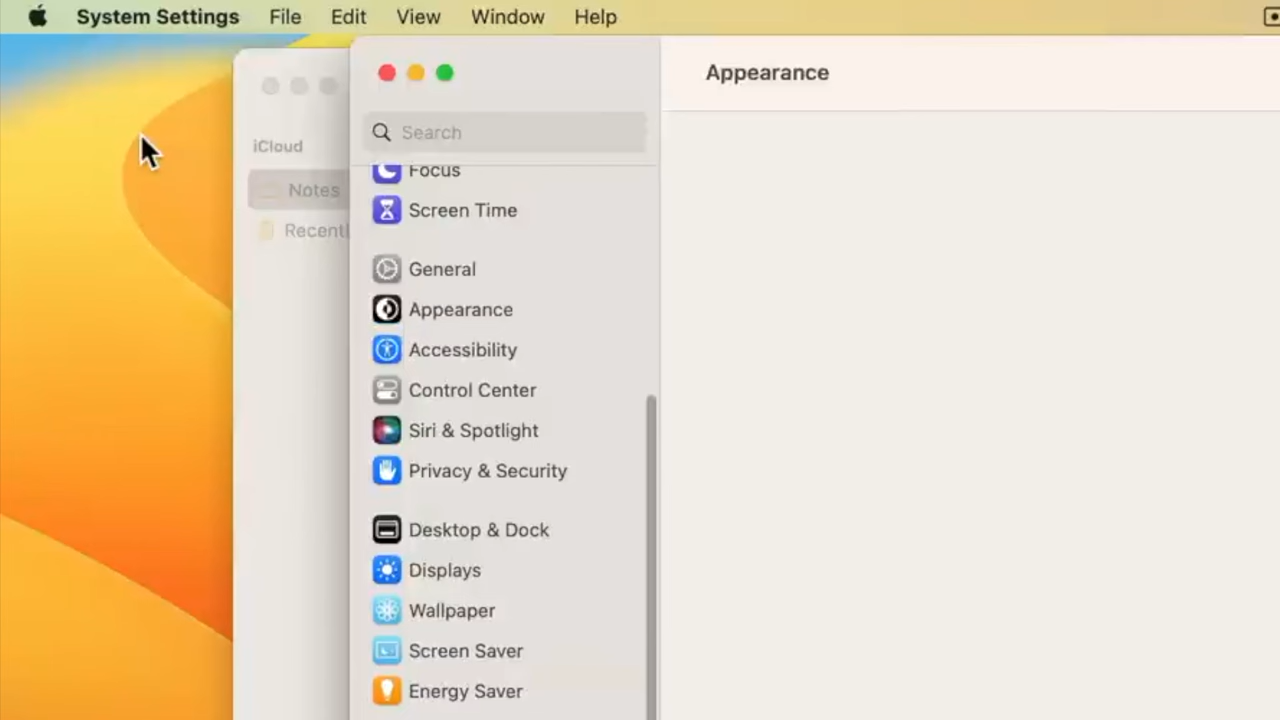 System Settings File Edit View Window Help
Appearance
Search
iCloud
Notes
Focus
Screen Time
General
Appearance
Accessibility
Control Center
Siri & Spotlight
Privacy & Security
Desktop & Dock
Displays
Wallpaper
Screen Saver
Energy Saver